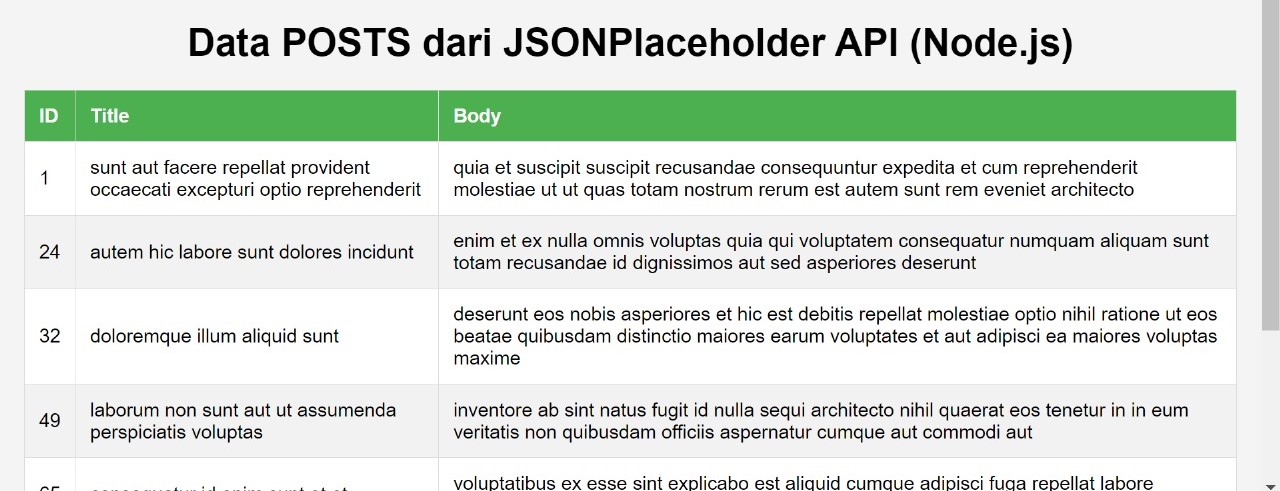 Data POSTS dari JSONPlaceholder API (Node.js)
ID Title Body
1
sunt aut facere repellat provident
occaecati excepturi optio reprehenderit
quia et suscipit suscipit recusandae consequuntur expedita et cum reprehenderit
molestiae ut ut quas totam nostrum rerum est autem sunt rem eveniet architecto
24
autem hic labore sunt dolores incidunt
enim et ex nulla omnis voluptas quia qui voluptatem consequatur numquam aliquam sunt
totam recusandae id dignissimos aut sed asperiores deserunt
32
doloremque illum aliquid sunt
deserunt eos nobis asperiores et hic est debitis repellat molestiae optio nihil ratione ut eos
beatae quibusdam distinctio maiores earum voluptates et aut adipisci ea maiores voluptas
maxime
49
laborum non sunt aut ut assumenda
perspiciatis voluptas
inventore ab sint natus fugit id nulla sequi architecto nihil quaerat eos tenetur in in eum
veritatis non quibusdam officiis aspernatur cumque aut commodi aut
voluptatibus ex esse sint explicabo est aliquid cumque adipisci fuga repellat labore